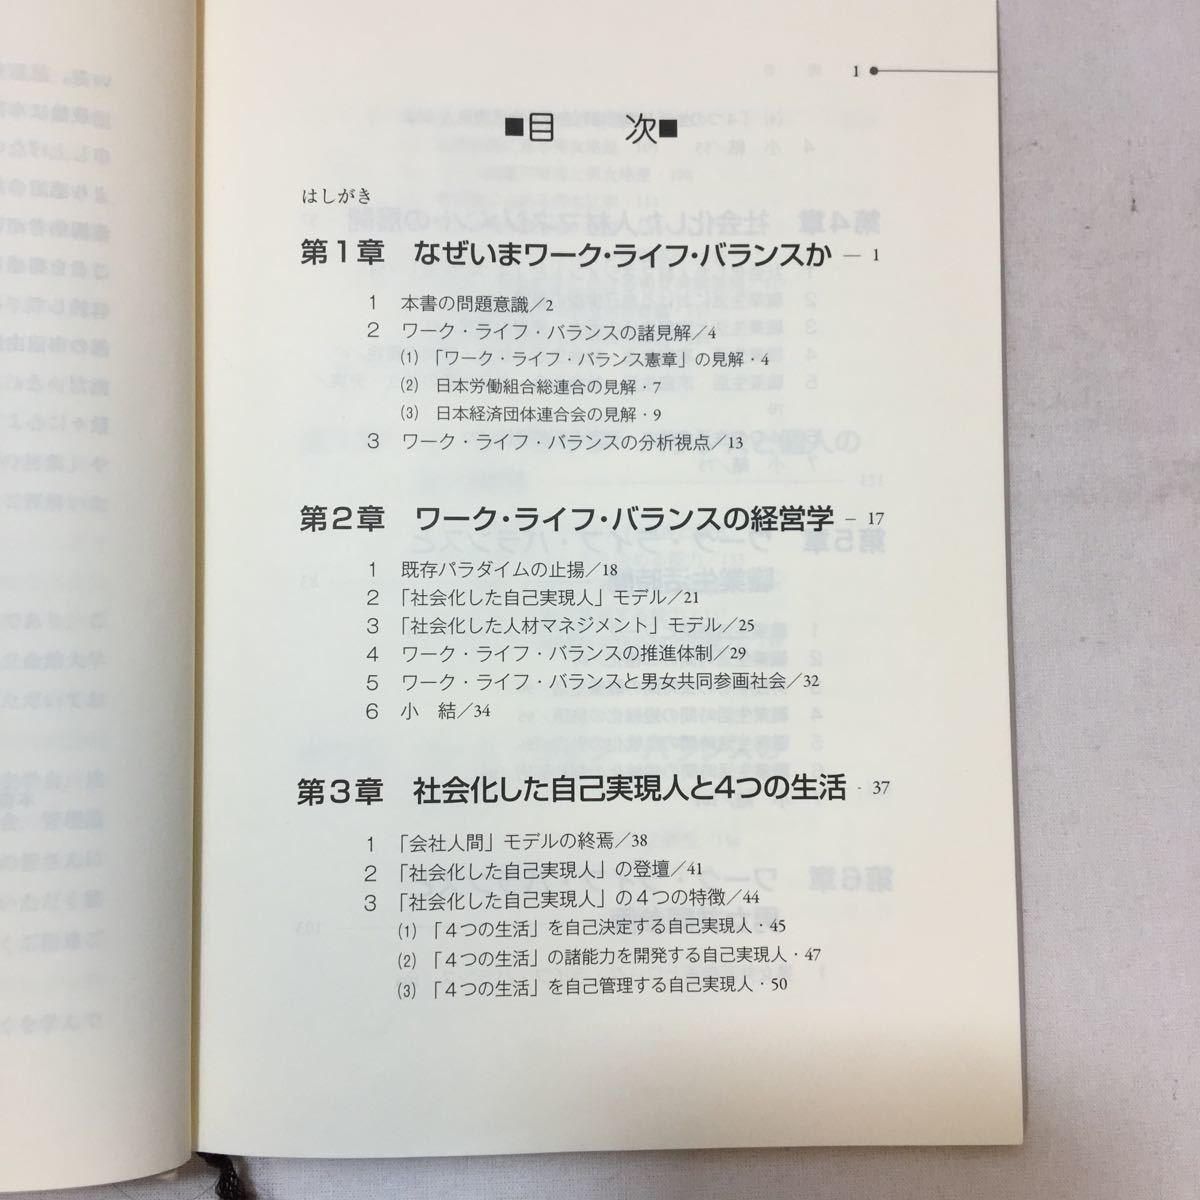 1
■目 次■
はしがき
第1章 なぜいまワーク・ライフ・バランスか — 1
1 本書の問題意識/2
2 ワーク・ライフ・バランスの諸見解/4
(1) 「ワーク・ライフ・バランス憲章」の見解・4
(2) 日本労働組合総連合の見解・7
(3) 日本経済団体連合会の見解・9
3 ワーク・ライフ・バランスの分析視点/13
第2章 ワーク・ライフ・バランスの経営学 — 17
1 既存パラダイムの止揚/18
2 「社会化した自己実現人」モデル/21
3 「社会化した人材マネジメント」モデル/25
4 ワーク・ライフ・バランスの推進体制/29
5 ワーク・ライフ・バランスと男女共同参画社会/32
6 小 結/34
第3章 社会化した自己実現人と4つの生活 - 37
1 「会社人間」モデルの終焉/38
2 「社会化した自己実現人」の登壇/41
3 「社会化した自己実現人」の4つの特徴/44
(1) 「4つの生活」を自己決定する自己実現人・45
(2) 「4つの生活」の諸能力を開発する自己実現人・47
(3) 「4つの生活」を自己管理する自己実現人・50